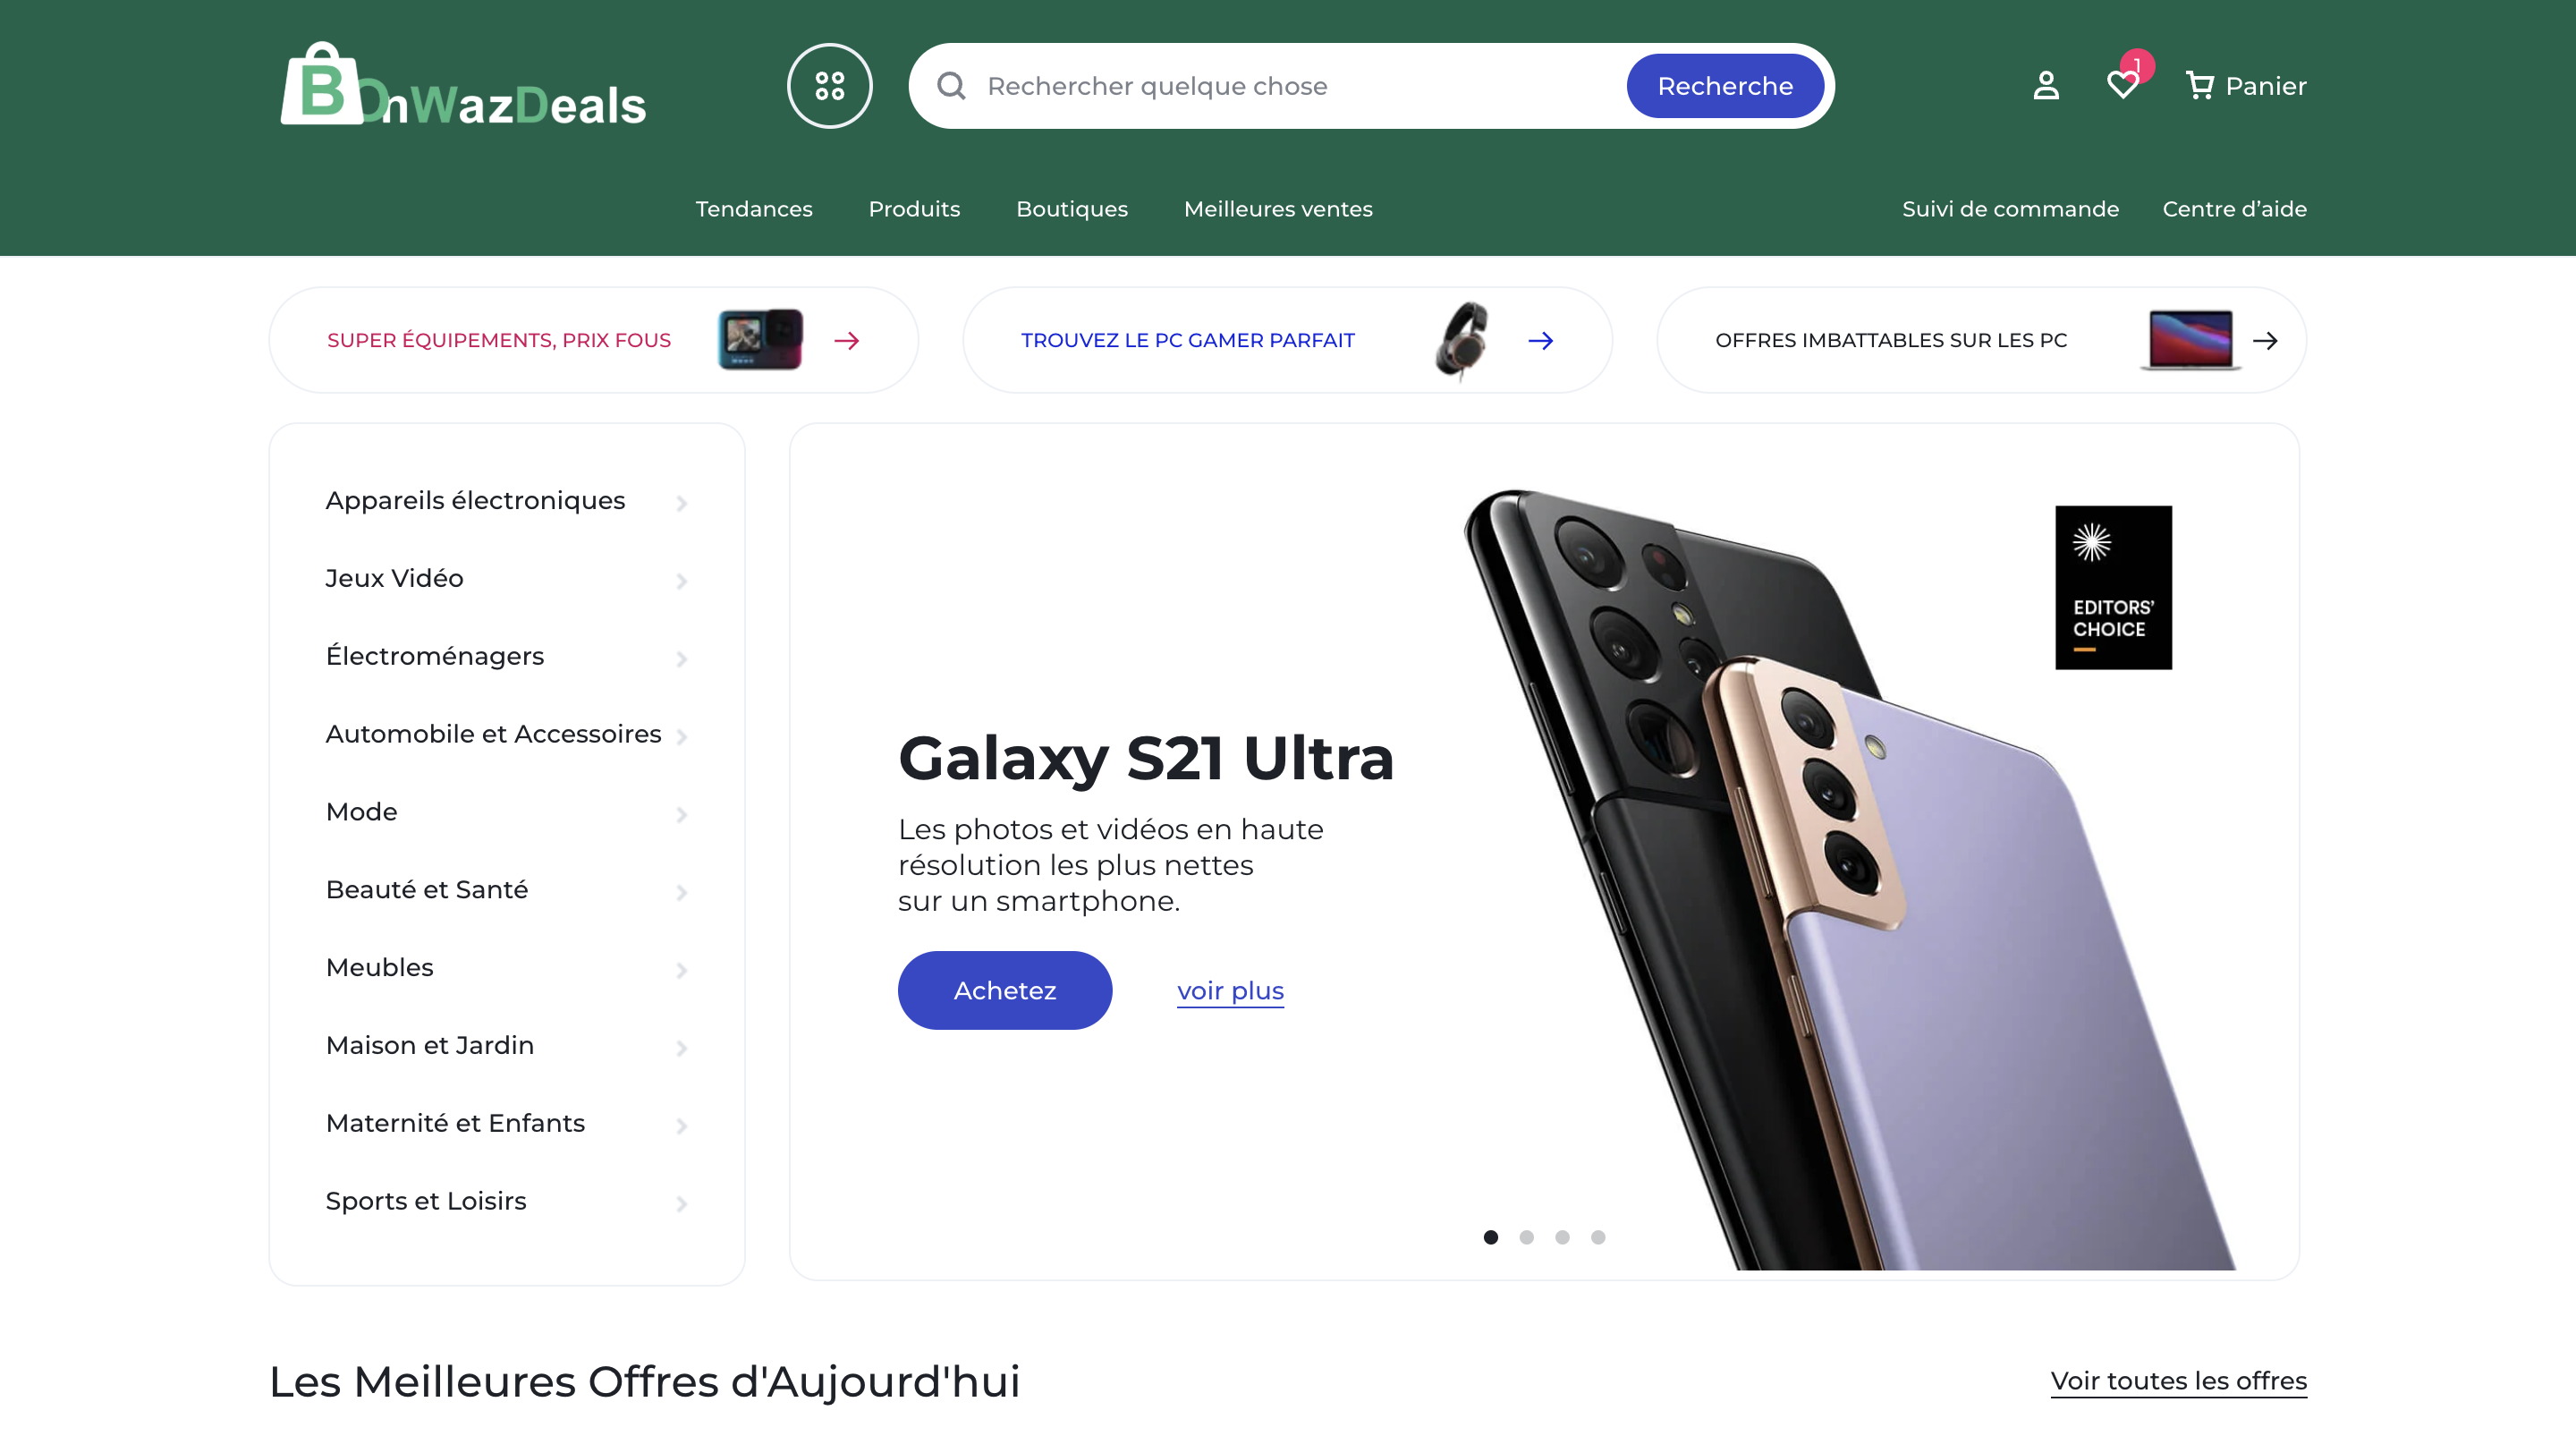 BOnWazDeals
Rechercher quelque chose
Recherche
1
Panier
Tendances
Produits
Boutiques
Meilleures ventes
Suivi de commande
Centre d’aide
SUPER ÉQUIPEMENTS, PRIX FOUS
TROUVEZ LE PC GAMER PARFAIT
OFFRES IMBATTABLES SUR LES PC
Appareils électroniques
Jeux Vidéo
Électroménagers
Automobile et Accessoires
Mode
Beauté et Santé
Meubles
Maison et Jardin
Maternité et Enfants
Sports et Loisirs
EDITORS’
CHOICE
Galaxy S21 Ultra
Les photos et vidéos en haute
résolution les plus nettes
sur un smartphone.
Achetez
voir plus
Les Meilleures Offres d'Aujourd'hui
Voir toutes les offres